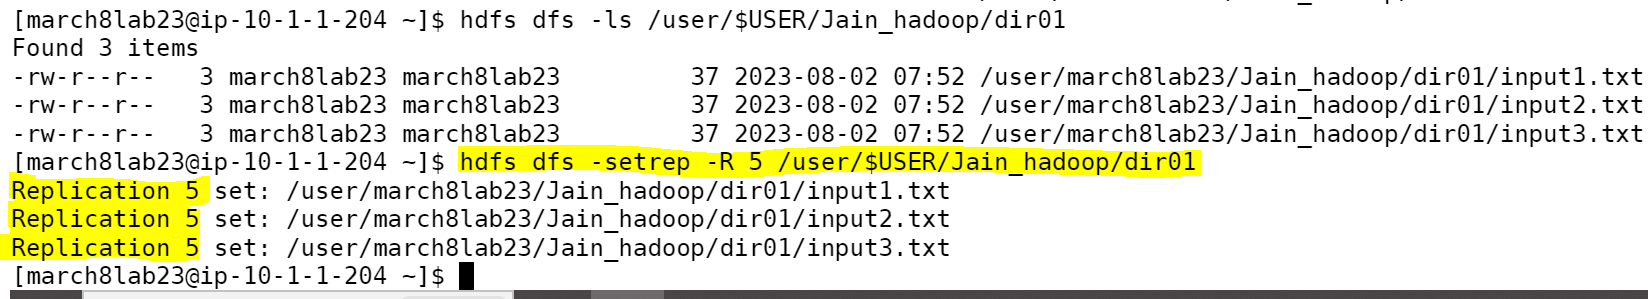 [march8lab23@ip-10-1-1-204 ~]$ hdfs dfs -ls /user/$USER/Jain_hadoop/dir01
Found 3 items
-rw-r--r--   3 march8lab23 march8lab23         37 2023-08-02 07:52 /user/march8lab23/Jain_hadoop/dir01/input1.txt
-rw-r--r--   3 march8lab23 march8lab23         37 2023-08-02 07:52 /user/march8lab23/Jain_hadoop/dir01/input2.txt
-rw-r--r--   3 march8lab23 march8lab23         37 2023-08-02 07:52 /user/march8lab23/Jain_hadoop/dir01/input3.txt
[march8lab23@ip-10-1-1-204 ~]$ hdfs dfs -setrep -R 5 /user/$USER/Jain_hadoop/dir01
Replication 5 set: /user/march8lab23/Jain_hadoop/dir01/input1.txt
Replication 5 set: /user/march8lab23/Jain_hadoop/dir01/input2.txt
Replication 5 set: /user/march8lab23/Jain_hadoop/dir01/input3.txt
[march8lab23@ip-10-1-1-204 ~]$